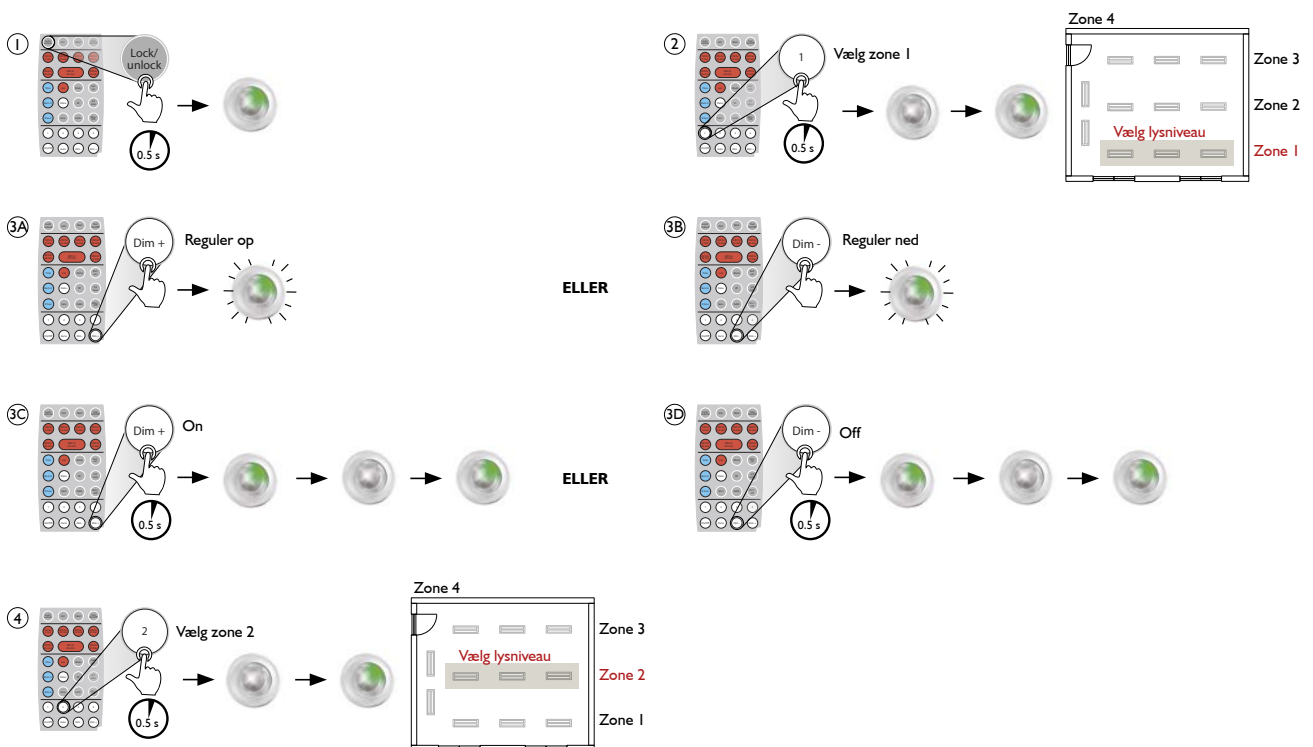 1
Lock/
unlock
0.5 s
2
1
Vælg zone 1
0.5 s
Zone 4
Zone 3
Zone 2
Vælg lysniveau
Zone 1
3A
Dim +
Reguler op
ELLER
3B
Dim -
Reguler ned
3C
Dim +
On
0.5 s
ELLER
3D
Dim -
Off
0.5 s
4
2
Vælg zone 2
0.5 s
Zone 4
Zone 3
Vælg lysniveau
Zone 2
Zone 1